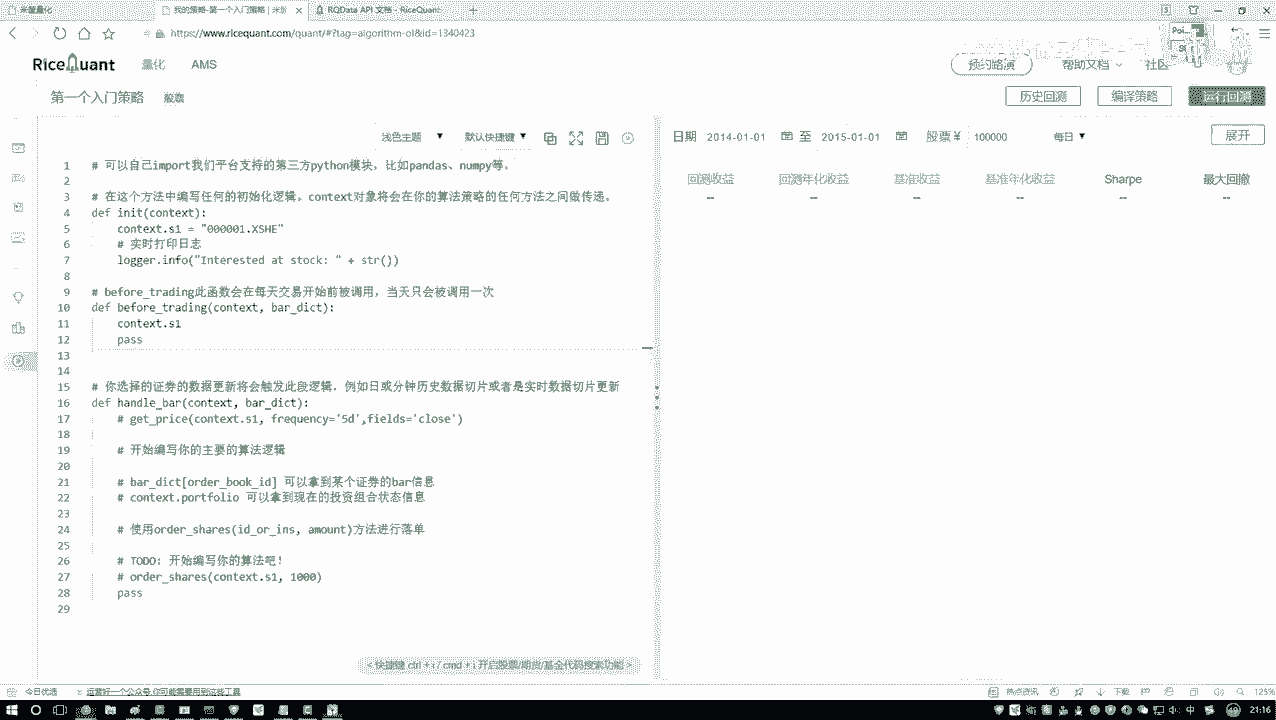 米筐量化
我的策略-第一个入门策略 | 米筐
RQData API 文档 - RiceQuant
https://www.ricequant.com/quant/#?tag=algorithm-ol&id=1340423
RiceQuant
量化
AMS
预约路演
帮助文档
社区
第一个入门策略
股票
历史回测
编译策略
运行回测
浅色主题
默认快捷键
日期 2014-01-01 至 2015-01-01 股票 ¥ 100000 每日
展开
回测收益 回测年化收益 基准收益 基准年化收益 Sharpe 最大回撤
-- -- -- -- -- --
1 # 可以自己import我们平台支持的第三方python模块，比如pandas、numpy等。
2
3 # 在这个方法中编写任何的初始化逻辑。context对象将会在你的算法策略的任何方法之间做传递。
4 def init(context):
5 context.s1 = "000001.XSHE"
6 # 实时打印日志
7 logger.info("Interested at stock: " + str())
8
9 # before_trading此函数会在每天交易开始前被调用，当天只会被调用一次
10 def before_trading(context, bar_dict):
11 context.s1
12 pass
13
14
15 # 你选择的证券的数据更新将会触发此段逻辑，例如日或分钟历史数据切片或者是实时数据切片更新
16 def handle_bar(context, bar_dict):
17 # get_price(context.s1, frequency='5d',fields='close')
18
19 # 开始编写你的主要的算法逻辑
20
21 # bar_dict[order_book_id] 可以拿到某个证券的bar信息
22 # context.portfolio 可以拿到现在的投资组合状态信息
23
24 # 使用order_shares(id_or_ins, amount)方法进行落单
25
26 # TODO: 开始编写你的算法吧！
27 # order_shares(context.s1, 1000)
28 pass
29
< 快捷键 ctrl + i / cmd + i 开启股票/期货/基金代码搜索功能 >
今日优选
运营好一个公众号,你可能需要用到这些工具
热点资讯
下载
125%
中
21:16